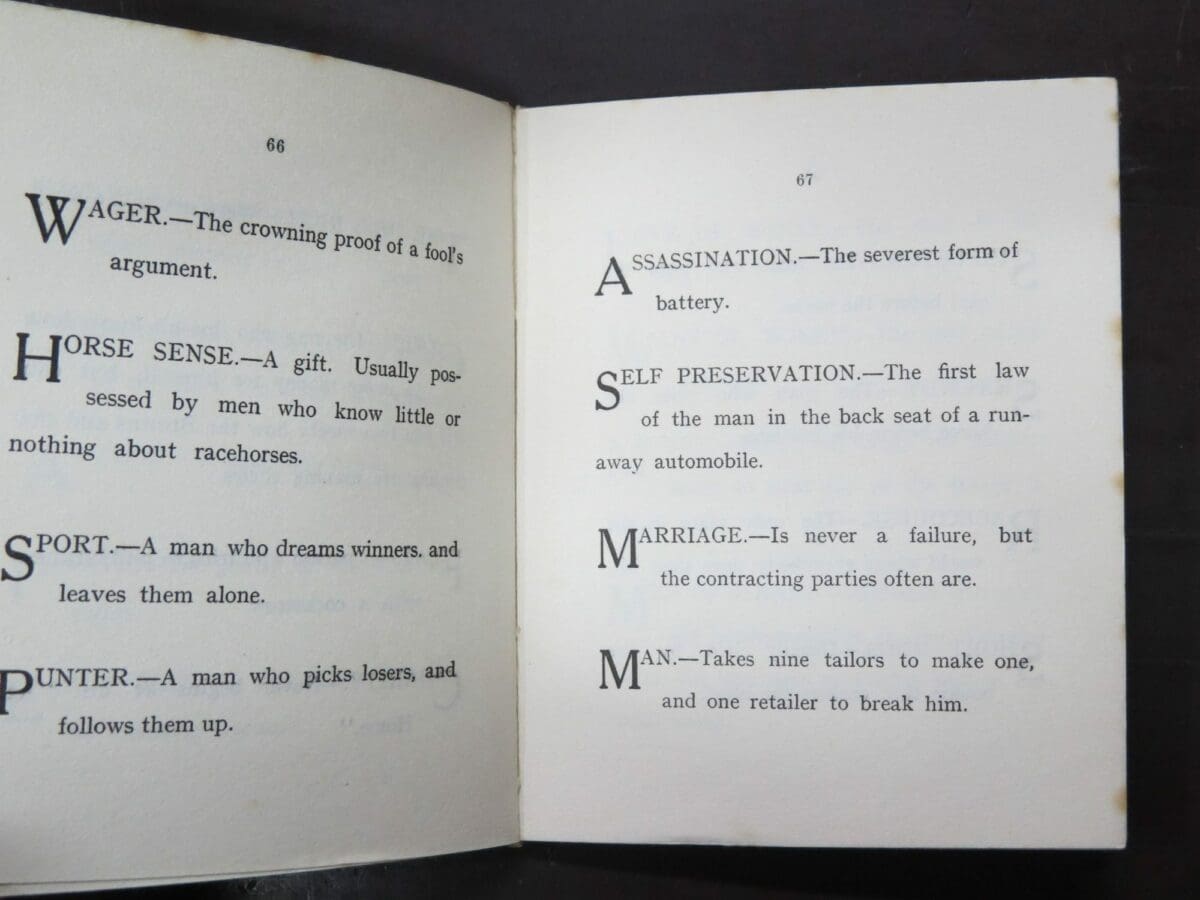 66
WAGER.—The crowning proof of a fool's
argument.
HORSE SENSE.—A gift. Usually pos-
sessed by men who know little or
nothing about racehorses.
SPORT.—A man who dreams winners. and
leaves them alone.
PUNTER.—A man who picks losers, and
follows them up.
67
ASSASSINATION.—The severest form of
battery.
SELF PRESERVATION.—The first law
of the man in the back seat of a run-
away automobile.
MARRIAGE.—Is never a failure, but
the contracting parties often are.
MAN.—Takes nine tailors to make one,
and one retailer to break him.